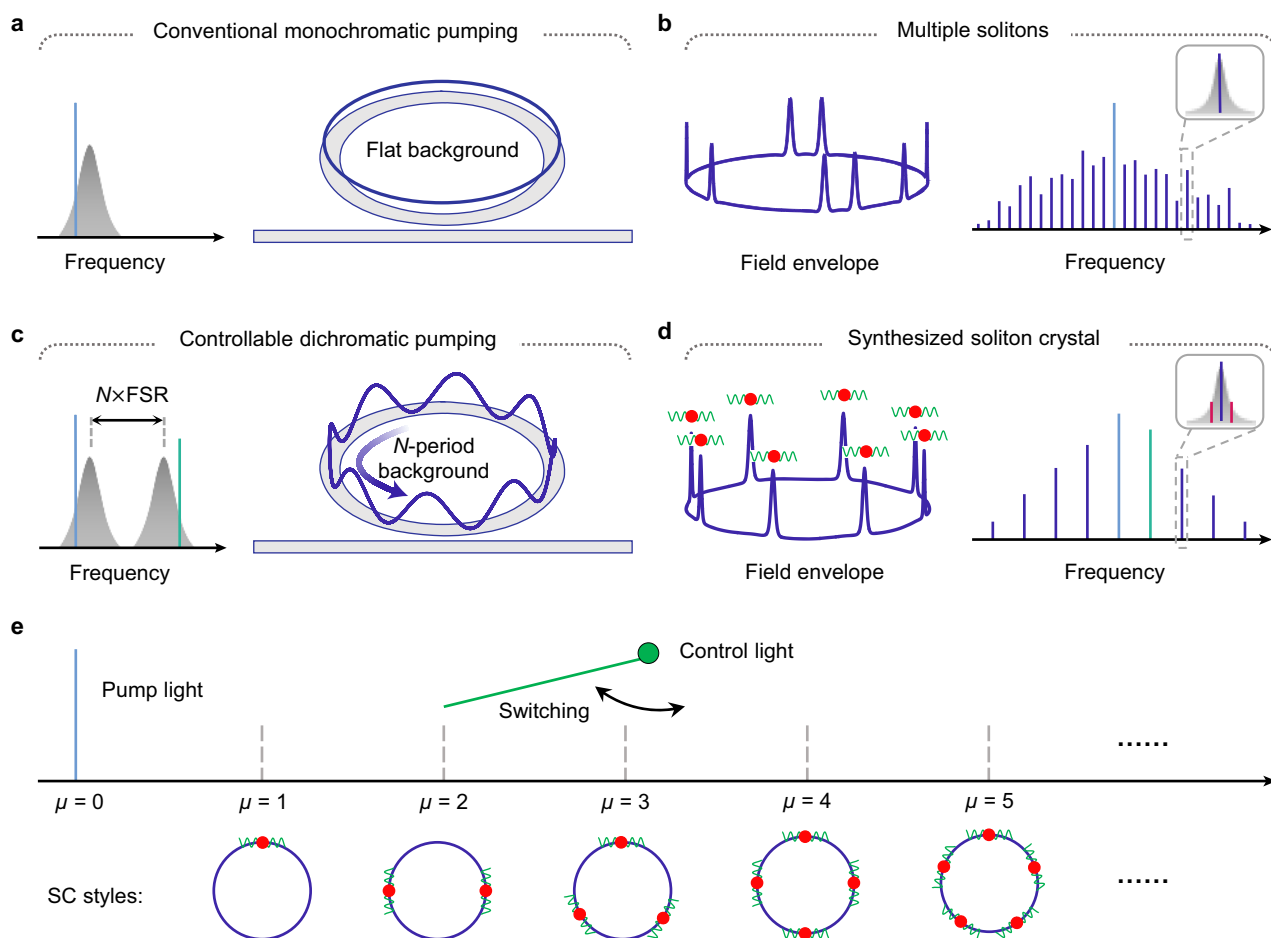 a
Conventional monochromatic pumping
Flat background
Frequency
b
Multiple solitons
Field envelope
Frequency
c
Controllable dichromatic pumping
N×FSR
N-period
background
Frequency
d
Synthesized soliton crystal
Field envelope
Frequency
e
Pump light
Control light
Switching
......
μ = 0
μ = 1
μ = 2
μ = 3
μ = 4
μ = 5
SC styles:
......